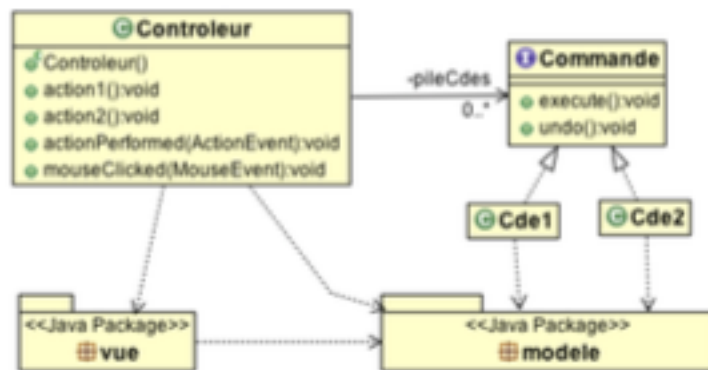 Controleur
Controleur()
action1():void
action2():void
actionPerformed(ActionEvent):void
mouseClicked(MouseEvent):void
-pileCdes
0..*
Commande
execute():void
undo():void
Cde1
Cde2
<<Java Package>>
vue
<<Java Package>>
modele